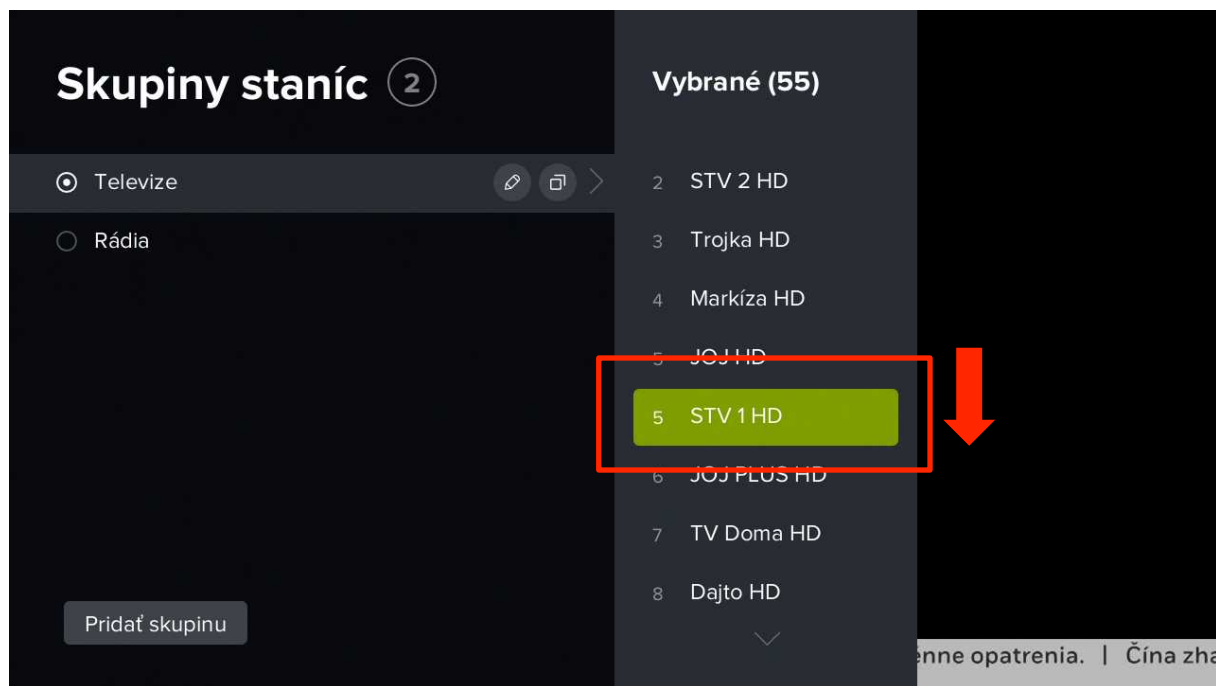 Skupiny staníc 2
Televize
Rádia
Pridať skupinu
Vybrané (55)
2 STV 2 HD
3 Trojka HD
4 Markíza HD
5 JOJ HD
5 STV 1 HD
6 JOJ PLUS HD
7 TV Doma HD
8 Dajto HD
opatrenia. | Čína